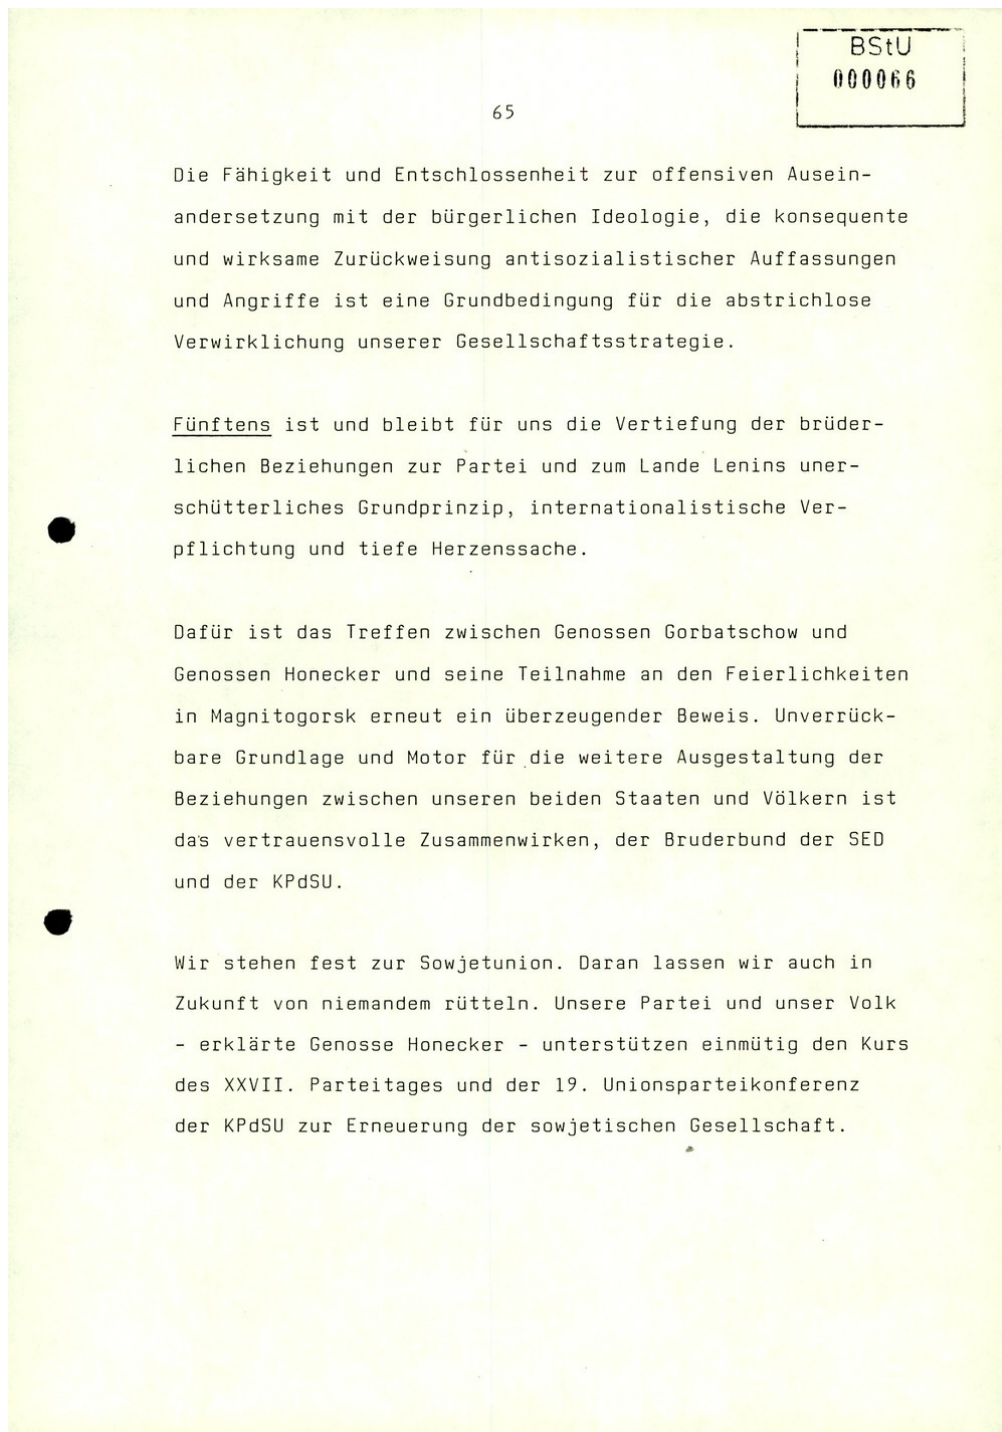 BStU
000066
65
Die Fähigkeit und Entschlossenheit zur offensiven Ausein-
andersetzung mit der bürgerlichen Ideologie, die konsequente
und wirksame Zurückweisung antisozialistischer Auffassungen
und Angriffe ist eine Grundbedingung für die abstrichlose
Verwirklichung unserer Gesellschaftsstrategie.
Fünftens ist und bleibt für uns die Vertiefung der brüder-
lichen Beziehungen zur Partei und zum Lande Lenins uner-
schütterliches Grundprinzip, internationalistische Ver-
pflichtung und tiefe Herzenssache.
Dafür ist das Treffen zwischen Genossen Gorbatschow und
Genossen Honecker und seine Teilnahme an den Feierlichkeiten
in Magnitogorsk erneut ein überzeugender Beweis. Unverrück-
bare Grundlage und Motor für die weitere Ausgestaltung der
Beziehungen zwischen unseren beiden Staaten und Völkern ist
das vertrauensvolle Zusammenwirken, der Bruderbund der SED
und der KPdSU.
Wir stehen fest zur Sowjetunion. Daran lassen wir auch in
Zukunft von niemandem rütteln. Unsere Partei und unser Volk
- erklärte Genosse Honecker - unterstützen einmütig den Kurs
des XXVII. Parteitages und der 19. Unionsparteikonferenz
der KPdSU zur Erneuerung der sowjetischen Gesellschaft.